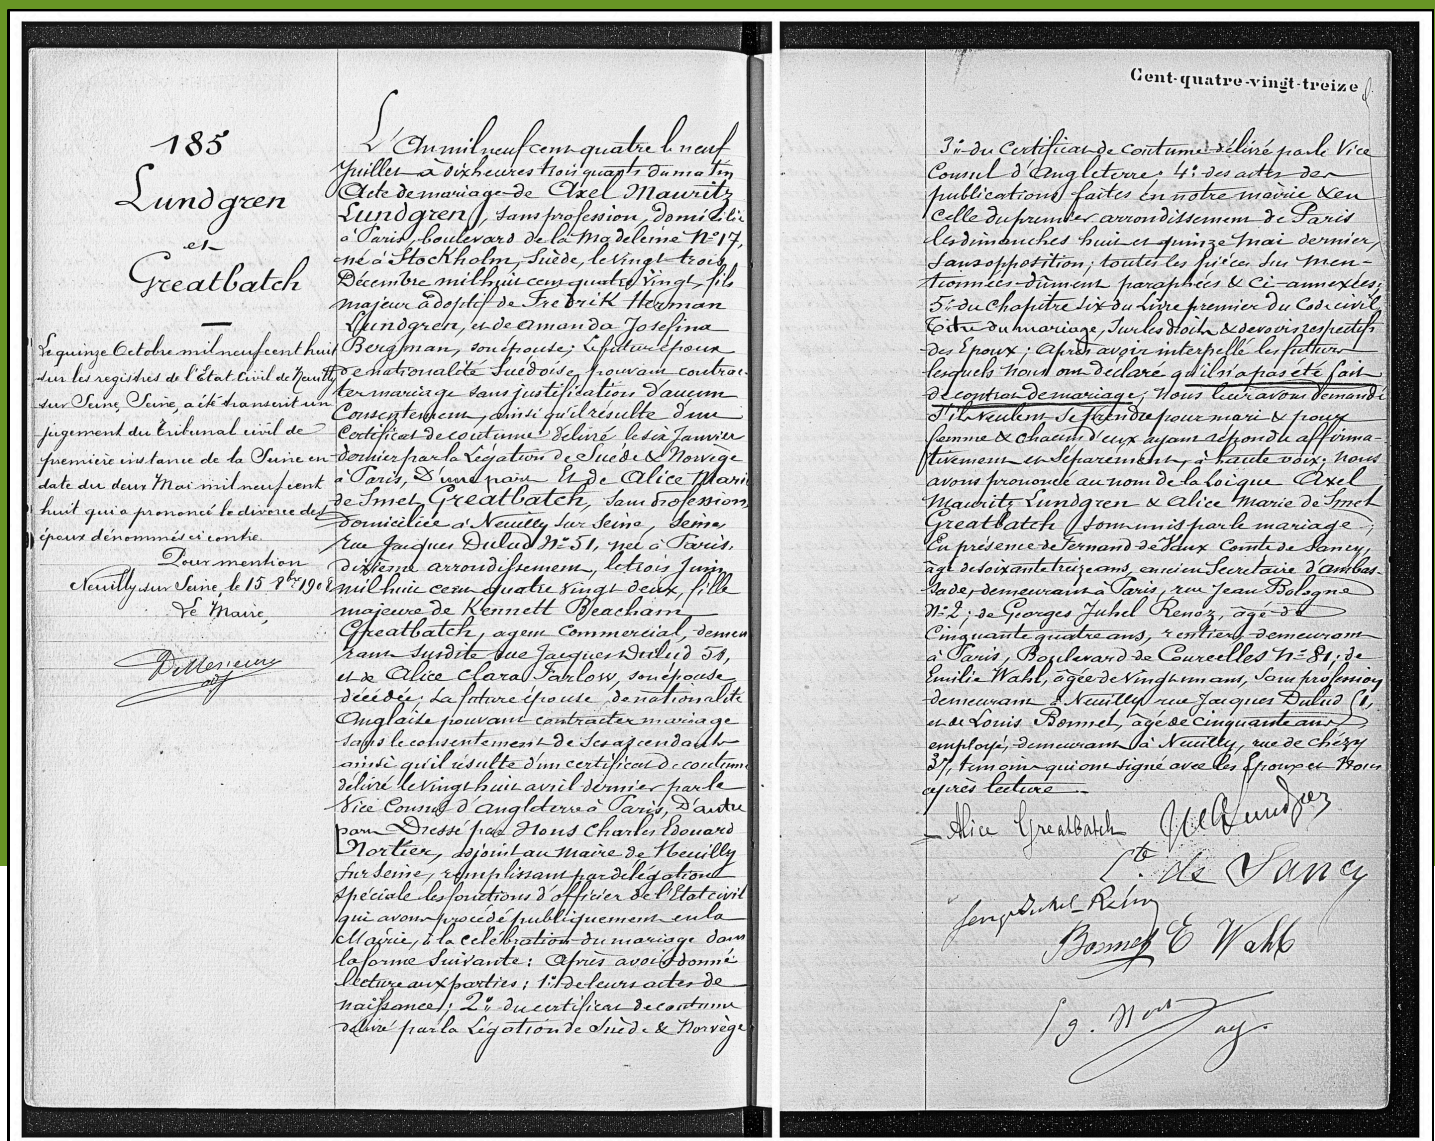 185
Lundgren
et
Greatbatch
Le quinze Octobre mil neuf cent huit
sur les registres de l'Etat Civil de Neuilly
sur Seine, Seine, a été transcrit un
jugement du tribunal civil de
première instance de la Seine en
date du deux Mai mil neuf cent
huit qui a prononcé le divorce des
époux dénommés ci contre
Pour mention
Neuilly sur Seine, le 15 8bre 1908
Le Maire,
adj
L'An mil neuf cent quatre le neuf
Juillet à dix heures trois quarts du matin
Acte de mariage de Axel Mauritz
Lundgren, sans profession, domicilié
à Paris, boulevard de la Madeleine No 17,
né à Stockholm, Suède, le vingt trois
Décembre mil huit cent quatre vingt, fils
majeur adopté de Fredrik Herman
Lundgren, et de Amanda Josefina
Bergman, son épouse; Le futur époux
de nationalité Suédoise pouvant contrac-
ter mariage sans justification d'aucun
Consentement, ainsi qu'il résulte d'un
Certificat de coutume délivré le six Janvier
dernier par la Légation de Suède & Norvège
à Paris, D'une part Et de Alice Marie
de Smet Greatbatch, sans profession,
domiciliée à Neuilly sur Seine, Seine,
rue Jacques Dulud No 51, née à Paris,
dixième arrondissement, le trois Juin
mil huit cent quatre vingt deux, fille
majeure de Kennett Beacham
Greatbatch, agent Commercial, demeu
rant susdite rue Jacques Dulud 51,
et de Alice Clara Farlow, son épouse
décédée; La future épouse, de nationalité
Anglaise pouvant contracter mariage
sans le consentement de ses ascendants
ainsi qu'il résulte d'un certificat de coutume
délivré le vingt huit avril dernier par le
Vice Consul d'Angleterre à Paris, D'autre
part Dressé par Nous Charles Edouard
Nortier, adjoint au Maire de Neuilly
sur Seine, remplissant par délégation
spéciale les fonctions d'officier de l'Etat civil
qui avons procédé publiquement en la
Mairie, à la célébration du mariage dans
la forme suivante: Après avoir donné
lecture aux parties: 1o de leurs actes de
naissance; 2o du certificat de coutume
délivré par la Légation de Suède & Norvège
Cent-quatre-vingt-treize
3o du Certificat de coutume délivré par le Vice
Consul d'Angleterre; 4o des actes des
publications faites en notre mairie & en
celle du premier arrondissement de Paris
les dimanches huit et quinze Mai dernier,
sans opposition; toutes les pièces sus men-
tionnées dûment paraphées & ci-annexées;
5o du chapitre six du Livre premier du Code civil
Titre du mariage, sur les droits & devoirs respectifs
des Epoux; Après avoir interpellé les futurs
lesquels nous ont déclaré qu'il n'a pas été fait
de contrat de mariage, Nous leur avons demandé
s'ils veulent se prendre pour mari & pour
femme & chacun d'eux ayant répondu affirma-
tivement et séparément, à haute voix; nous
avons prononcé au nom de la loi que Axel
Mauritz Lundgren & Alice Marie de Smet
Greatbatch sont unis par le mariage;
En présence de Fernand de Vaux Comte de Sancy,
âgé de soixante treize ans, ancien Secrétaire d'ambas-
sade, demeurant à Paris, rue Jean Bologne
No 2; de Georges Juhel Renoz, âgé de
cinquante quatre ans, rentier, demeurant
à Paris, Boulevard de Courcelles No 81; de
Emilie Wahl, âgée de vingt un ans, sans profession
demeurant à Neuilly rue Jacques Dulud 51,
et de Louis Bonnet, âgé de cinquante ans
employé, demeurant à Neuilly, rue de Chézy
37, témoins qui ont signé avec les Epoux et Nous
après lecture
Alice Greatbatch
Cte de Sancy
Bonnet E Wahl